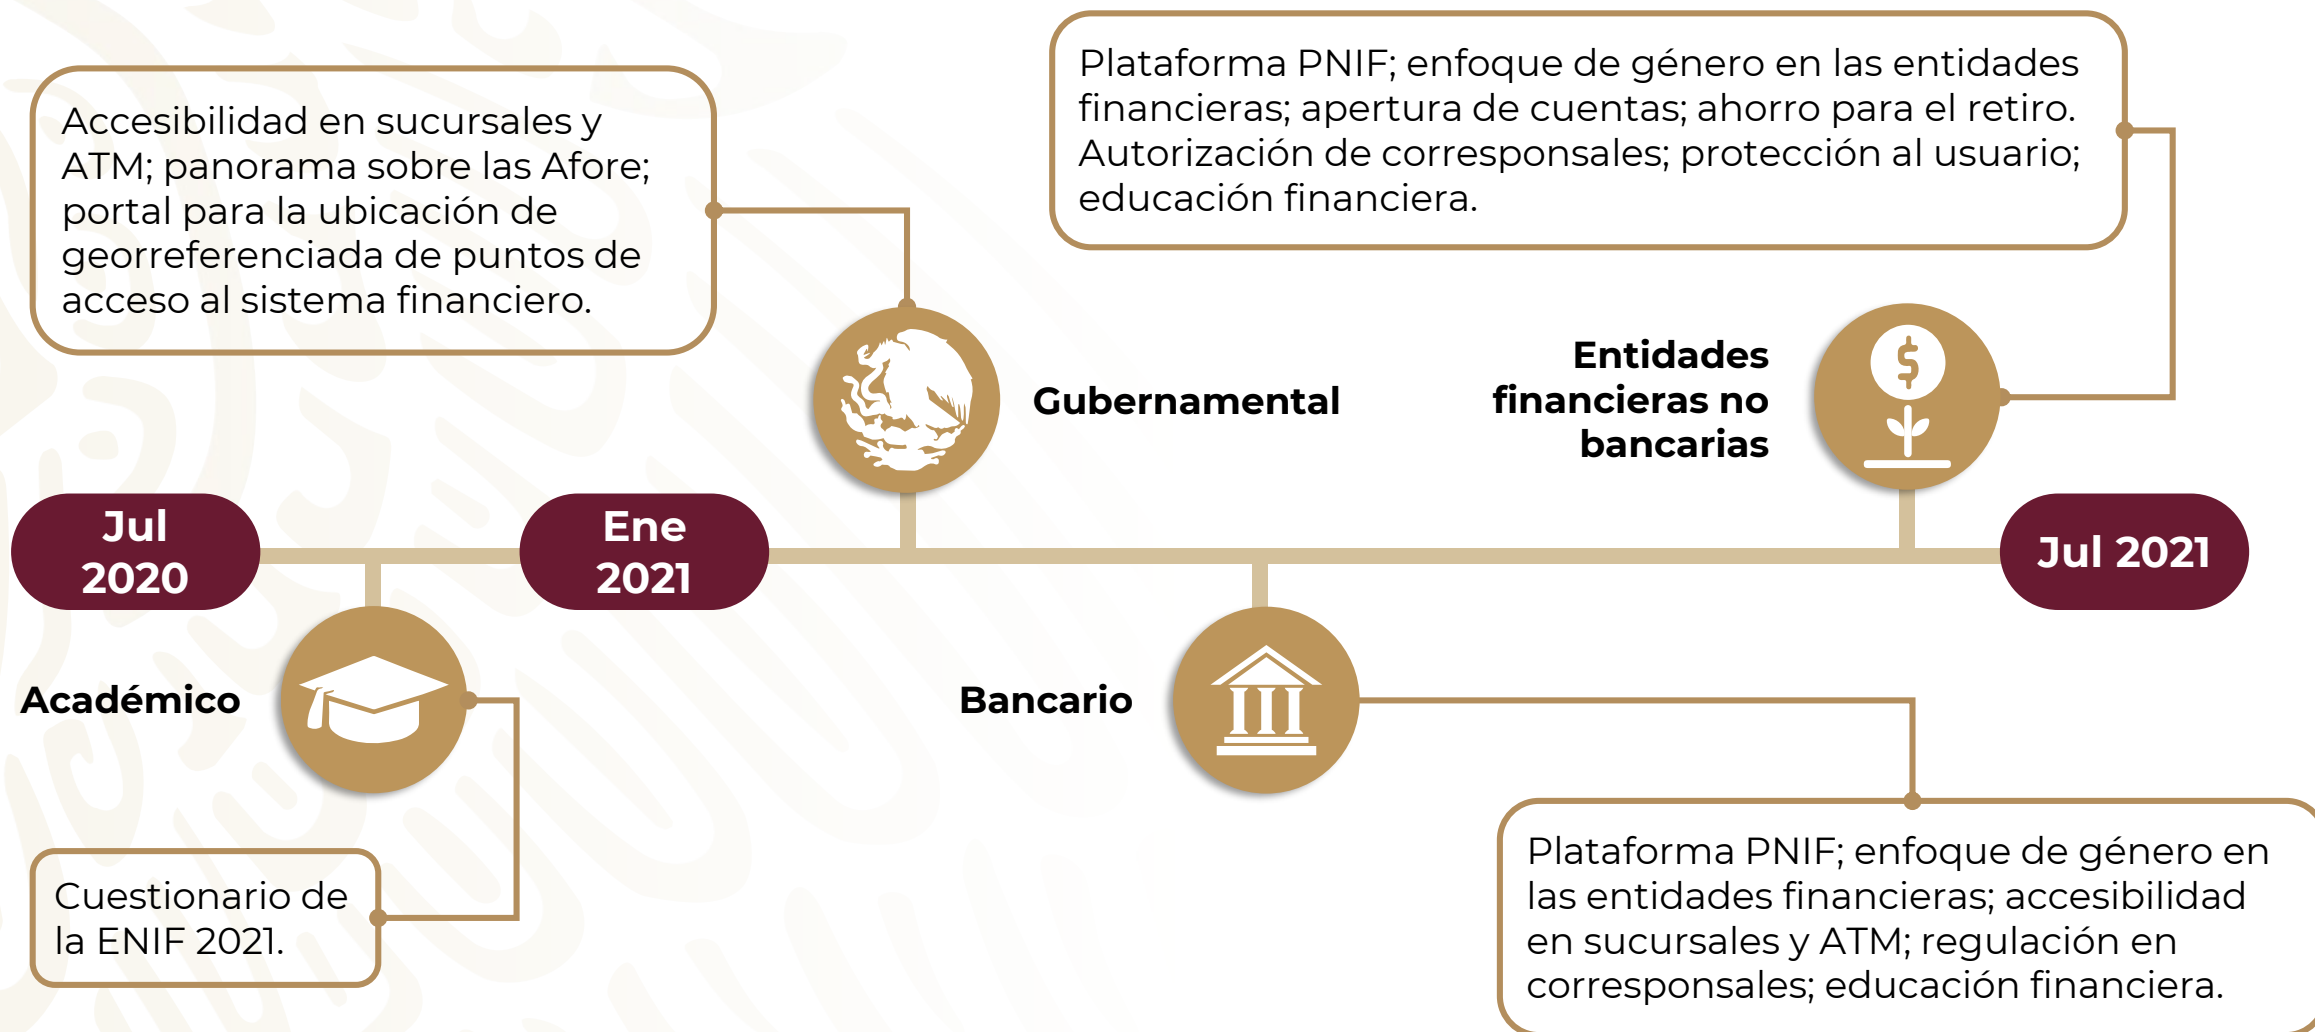 Accesibilidad en sucursales y
ATM; panorama sobre las Afore;
portal para la ubicación de
georreferenciada de puntos de
acceso al sistema financiero.
Plataforma PNIF; enfoque de género en las entidades
financieras; apertura de cuentas; ahorro para el retiro.
Autorización de corresponsales; protección al usuario;
educación financiera.
Gubernamental
Entidades
financieras no
bancarias
$
Jul
2020
Ene
2021
Jul 2021
Académico
Bancario
Cuestionario de
la ENIF 2021.
Plataforma PNIF; enfoque de género en
las entidades financieras; accesibilidad
en sucursales y ATM; regulación en
corresponsales; educación financiera.